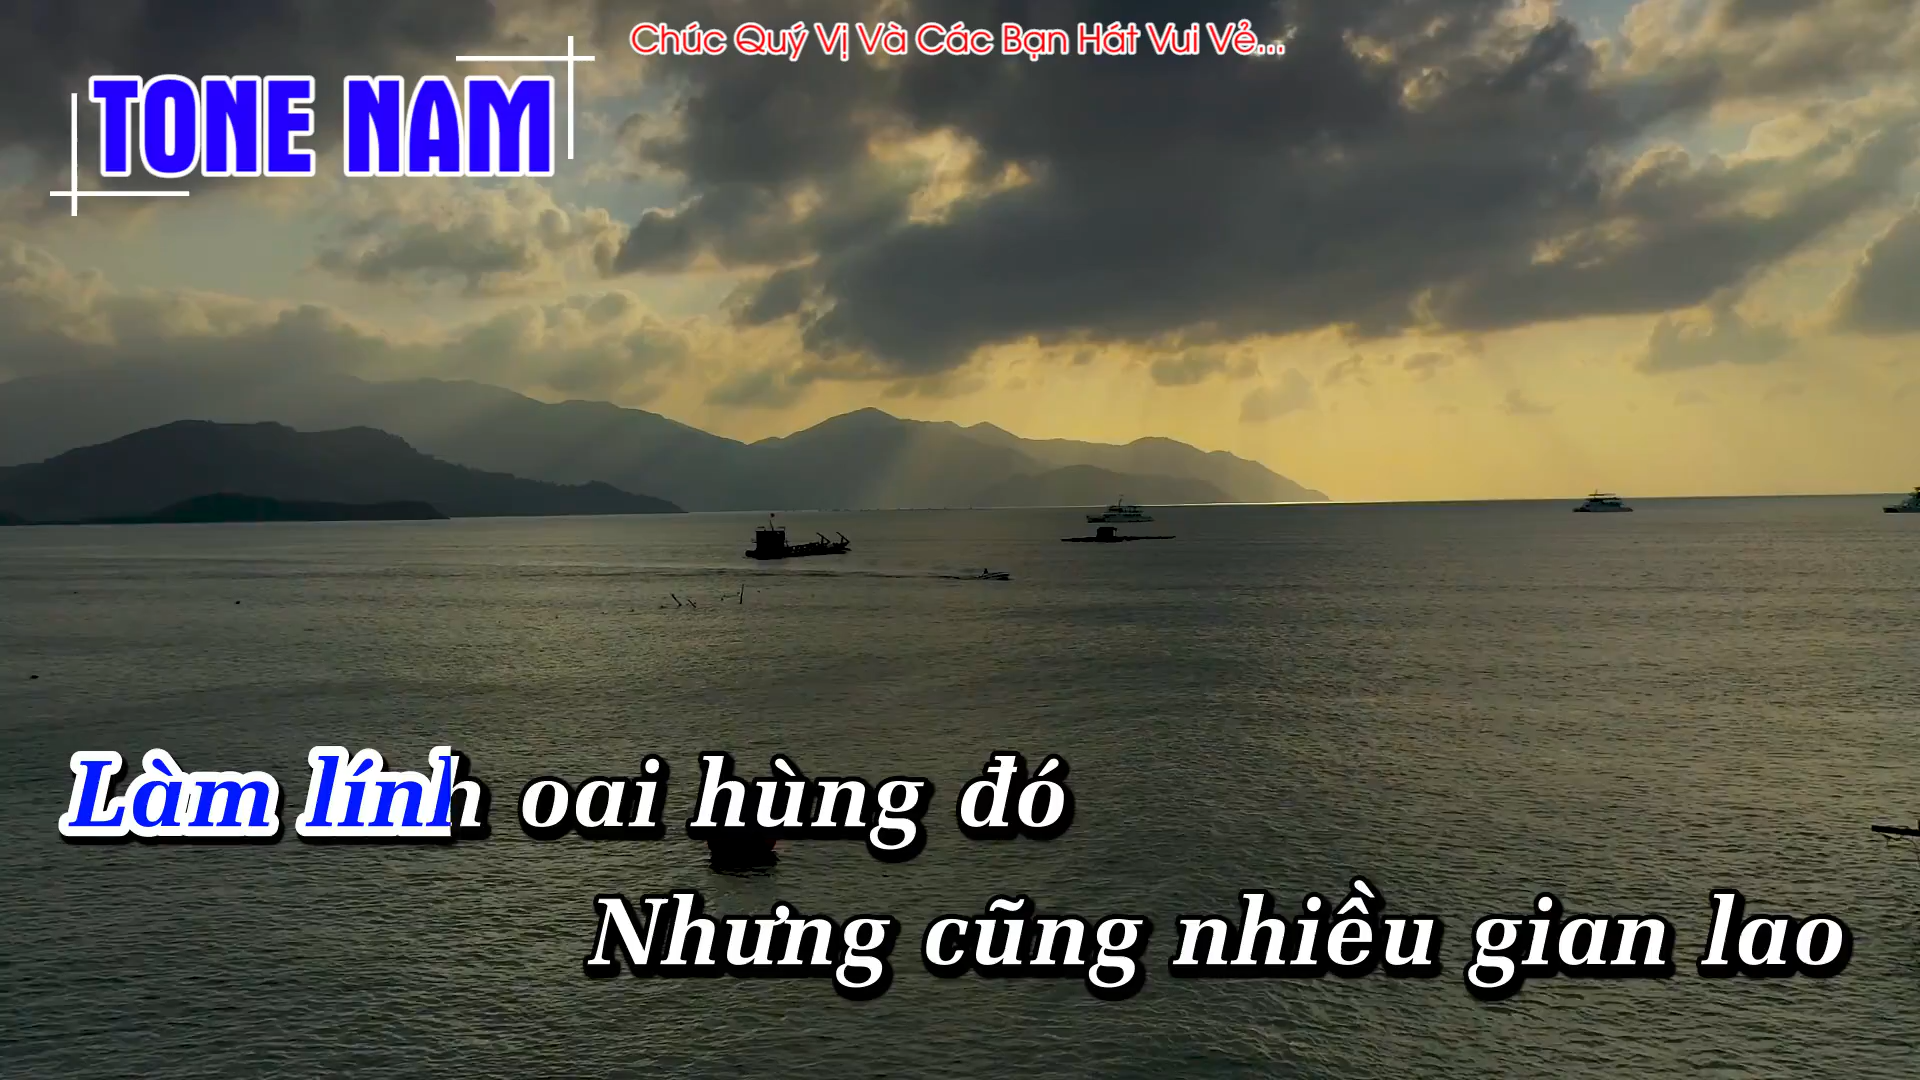 Chúc Quý Vị Và Các Bạn Hát Vui Vẻ...
TONE NAM
Làm lính oai hùng đó
Nhưng cũng nhiều gian lao